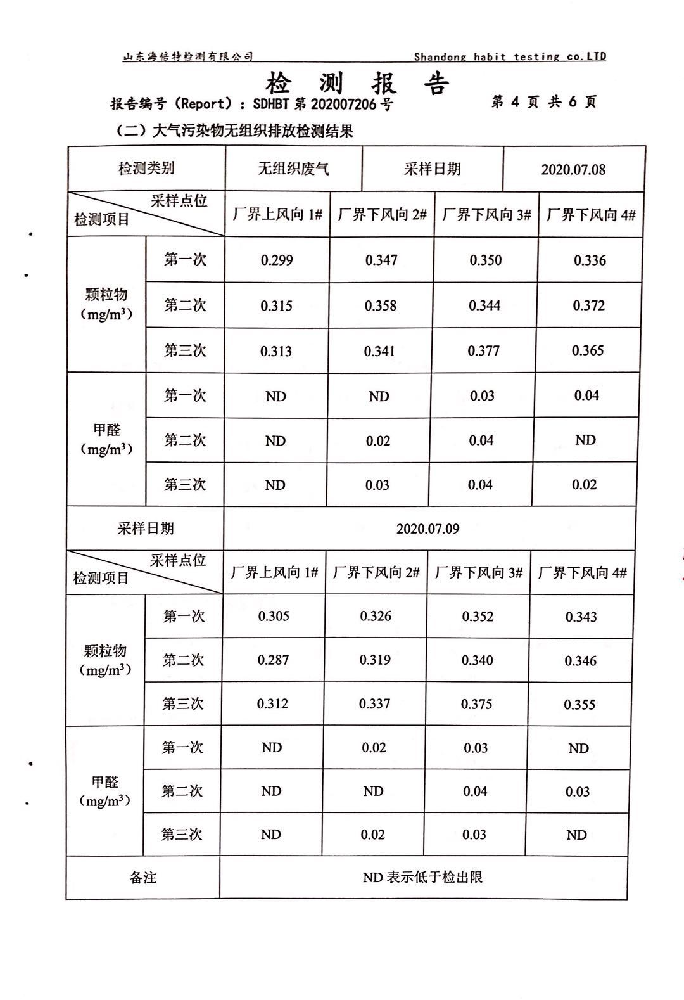 山东海倍特检测有限公司 Shandong habit testing co.LTD
检 测 报 告
报告编号（Report）: SDHBT 第 202007206 号 第 4 页 共 6 页
（二）大气污染物无组织排放检测结果
检测类别 无组织废气 采样日期 2020.07.08
采样点位 检测项目 厂界上风向 1# 厂界下风向 2# 厂界下风向 3# 厂界下风向 4#
颗粒物（mg/m³） 第一次 0.299 0.347 0.350 0.336
第二次 0.315 0.358 0.344 0.372
第三次 0.313 0.341 0.377 0.365
甲醛（mg/m³） 第一次 ND ND 0.03 0.04
第二次 ND 0.02 0.04 ND
第三次 ND 0.03 0.04 0.02
采样日期 2020.07.09
采样点位 检测项目 厂界上风向 1# 厂界下风向 2# 厂界下风向 3# 厂界下风向 4#
颗粒物（mg/m³） 第一次 0.305 0.326 0.352 0.343
第二次 0.287 0.319 0.340 0.346
第三次 0.312 0.337 0.375 0.355
甲醛（mg/m³） 第一次 ND 0.02 0.03 ND
第二次 ND ND 0.04 0.03
第三次 ND 0.02 0.03 ND
备注 ND 表示低于检出限